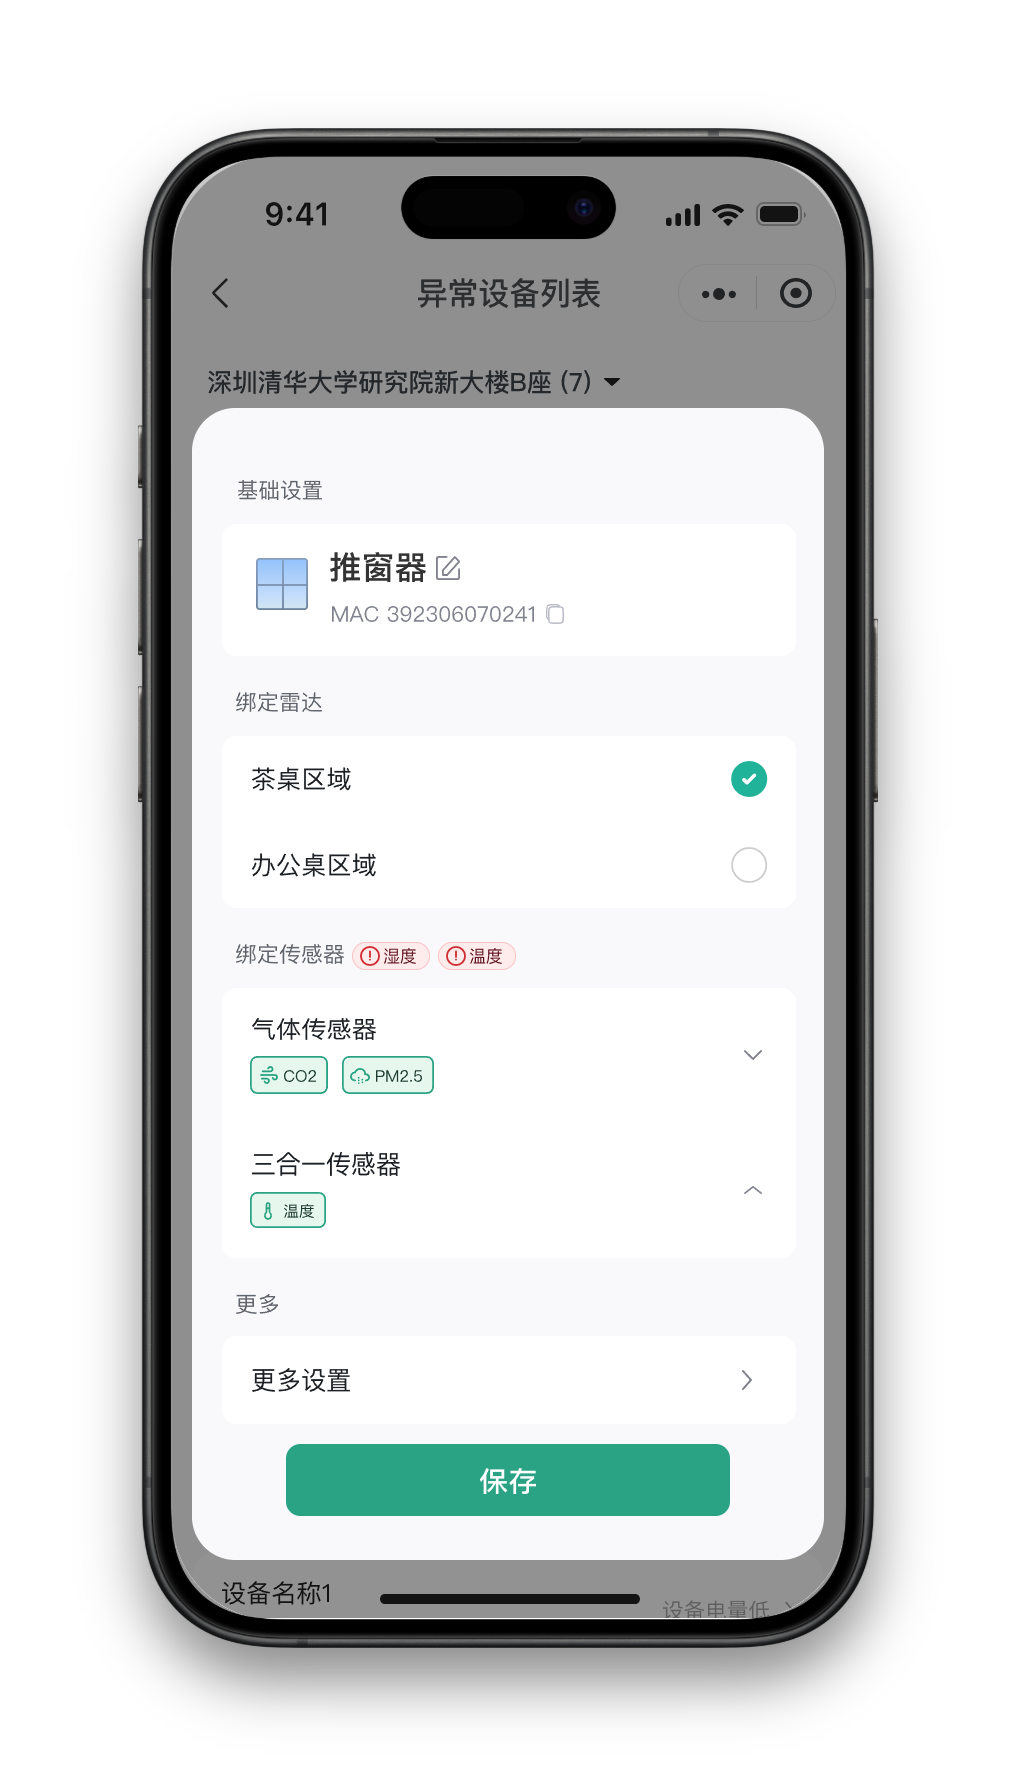 9:41
异常设备列表
深圳清华大学研究院新大楼B座 (7)
基础设置
推窗器
MAC 392306070241
绑定雷达
茶桌区域
办公桌区域
绑定传感器 湿度 温度
气体传感器
CO2 PM2.5
三合一传感器
温度
更多
更多设置
保存
设备名称1
设备电量低